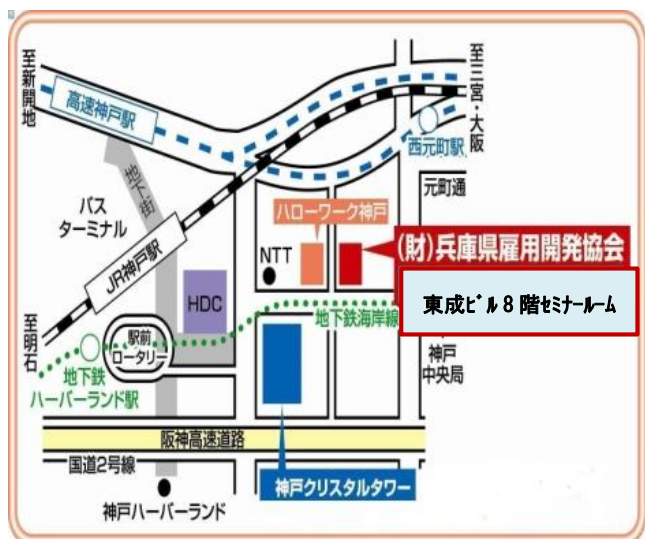 至新開地
高速神戸駅
至三宮・大阪
西元町駅
元町通
地下街
バス
ターミナル
JR神戸駅
ハローワーク神戸
NTT
(財)兵庫県雇用開発協会
東成ビル8階セミナールーム
HDC
地下鉄海岸線
至明石
駅前
ロータリー
地下鉄
ハーバーランド駅
神戸
中央局
阪神高速道路
国道2号線
神戸クリスタルタワー
神戸ハーバーランド